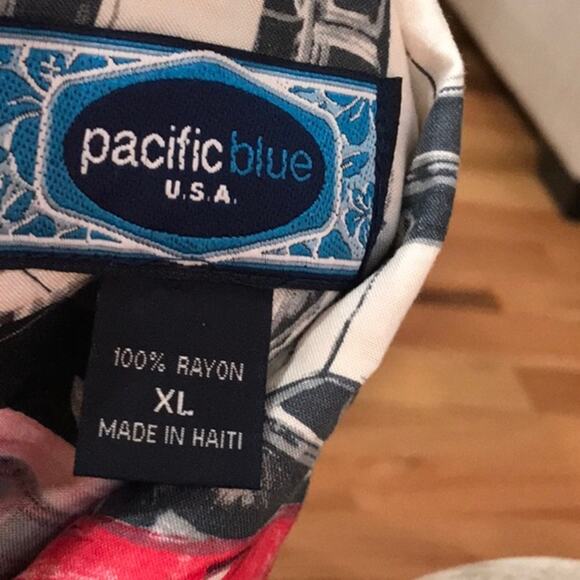 pacific blue
U.S.A.
100% RAYON
XL
MADE IN HAITI